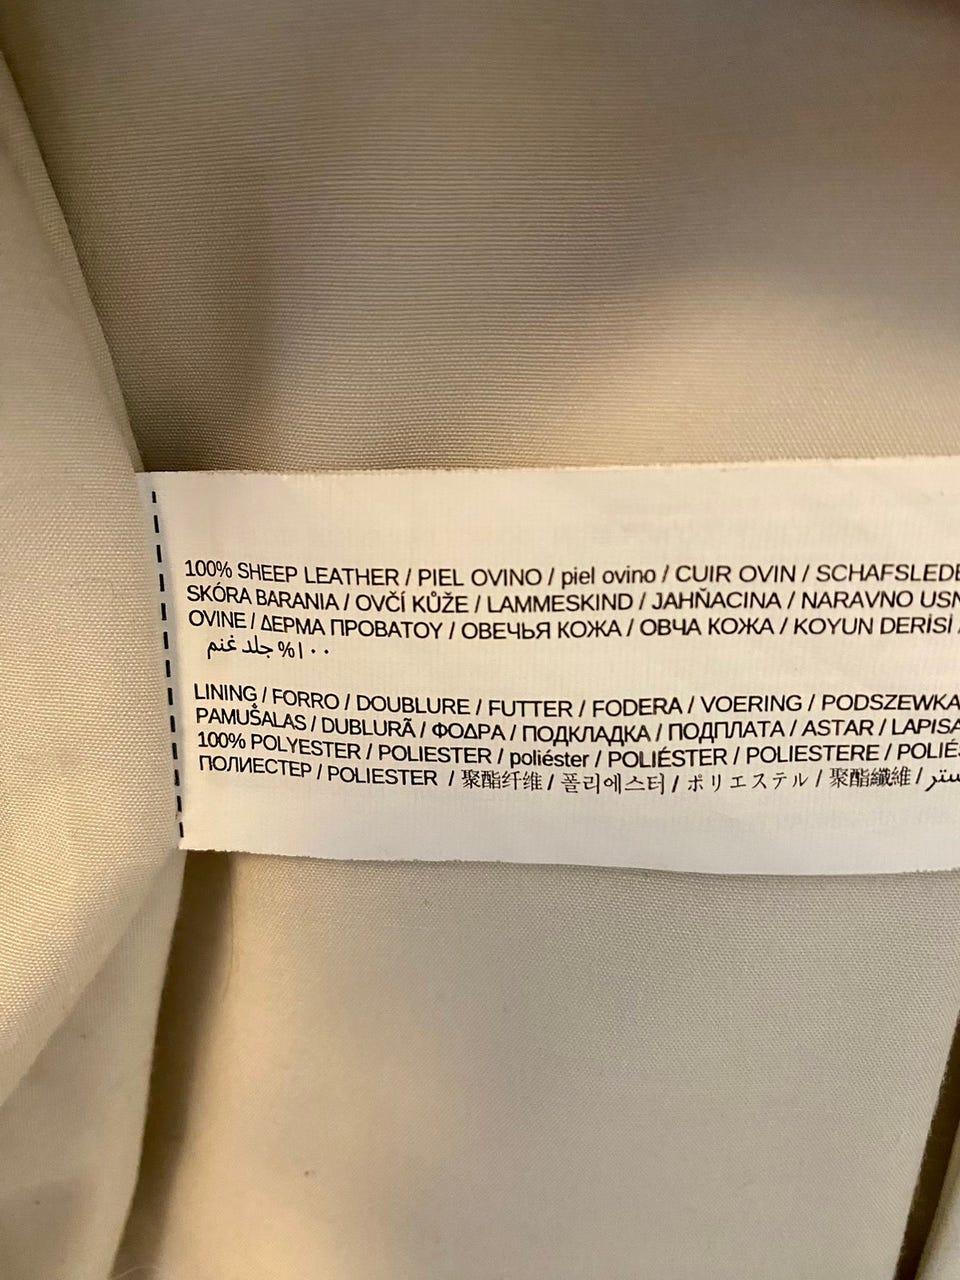 100% SHEEP LEATHER / PIEL OVINO / piel ovino / CUIR OVIN / SCHAFSLEDE
SKÓRA BARANIA / OVČÍ KŮŽE / LAMMESKIND / JAHŇACINA / NARAVNO USN
OVINE / ΔΕΡΜΑ ΠΡΟΒΑΤΟΥ / ОВЕЧЬЯ КОЖА / ОВЧА КОЖА / KOYUN DERİSİ /
١٠٠% جلد غنم
LINING / FORRO / DOUBLURE / FUTTER / FODERA / VOERING / PODSZEWKA
PAMUŠALAS / DUBLURÃ / ΦΟΔΡΑ / ПОДКЛАДКА / ПОДПЛАТА / ASTAR / LAPISA
100% POLYESTER / POLIESTER / poliéster / POLIÉSTER / POLIESTERE / POLIÉS
ПОЛИЕСТЕР / POLIESTER / 聚酯纤维 / 폴리에스터 / ポリエステル / 聚酯纖維 / ستر